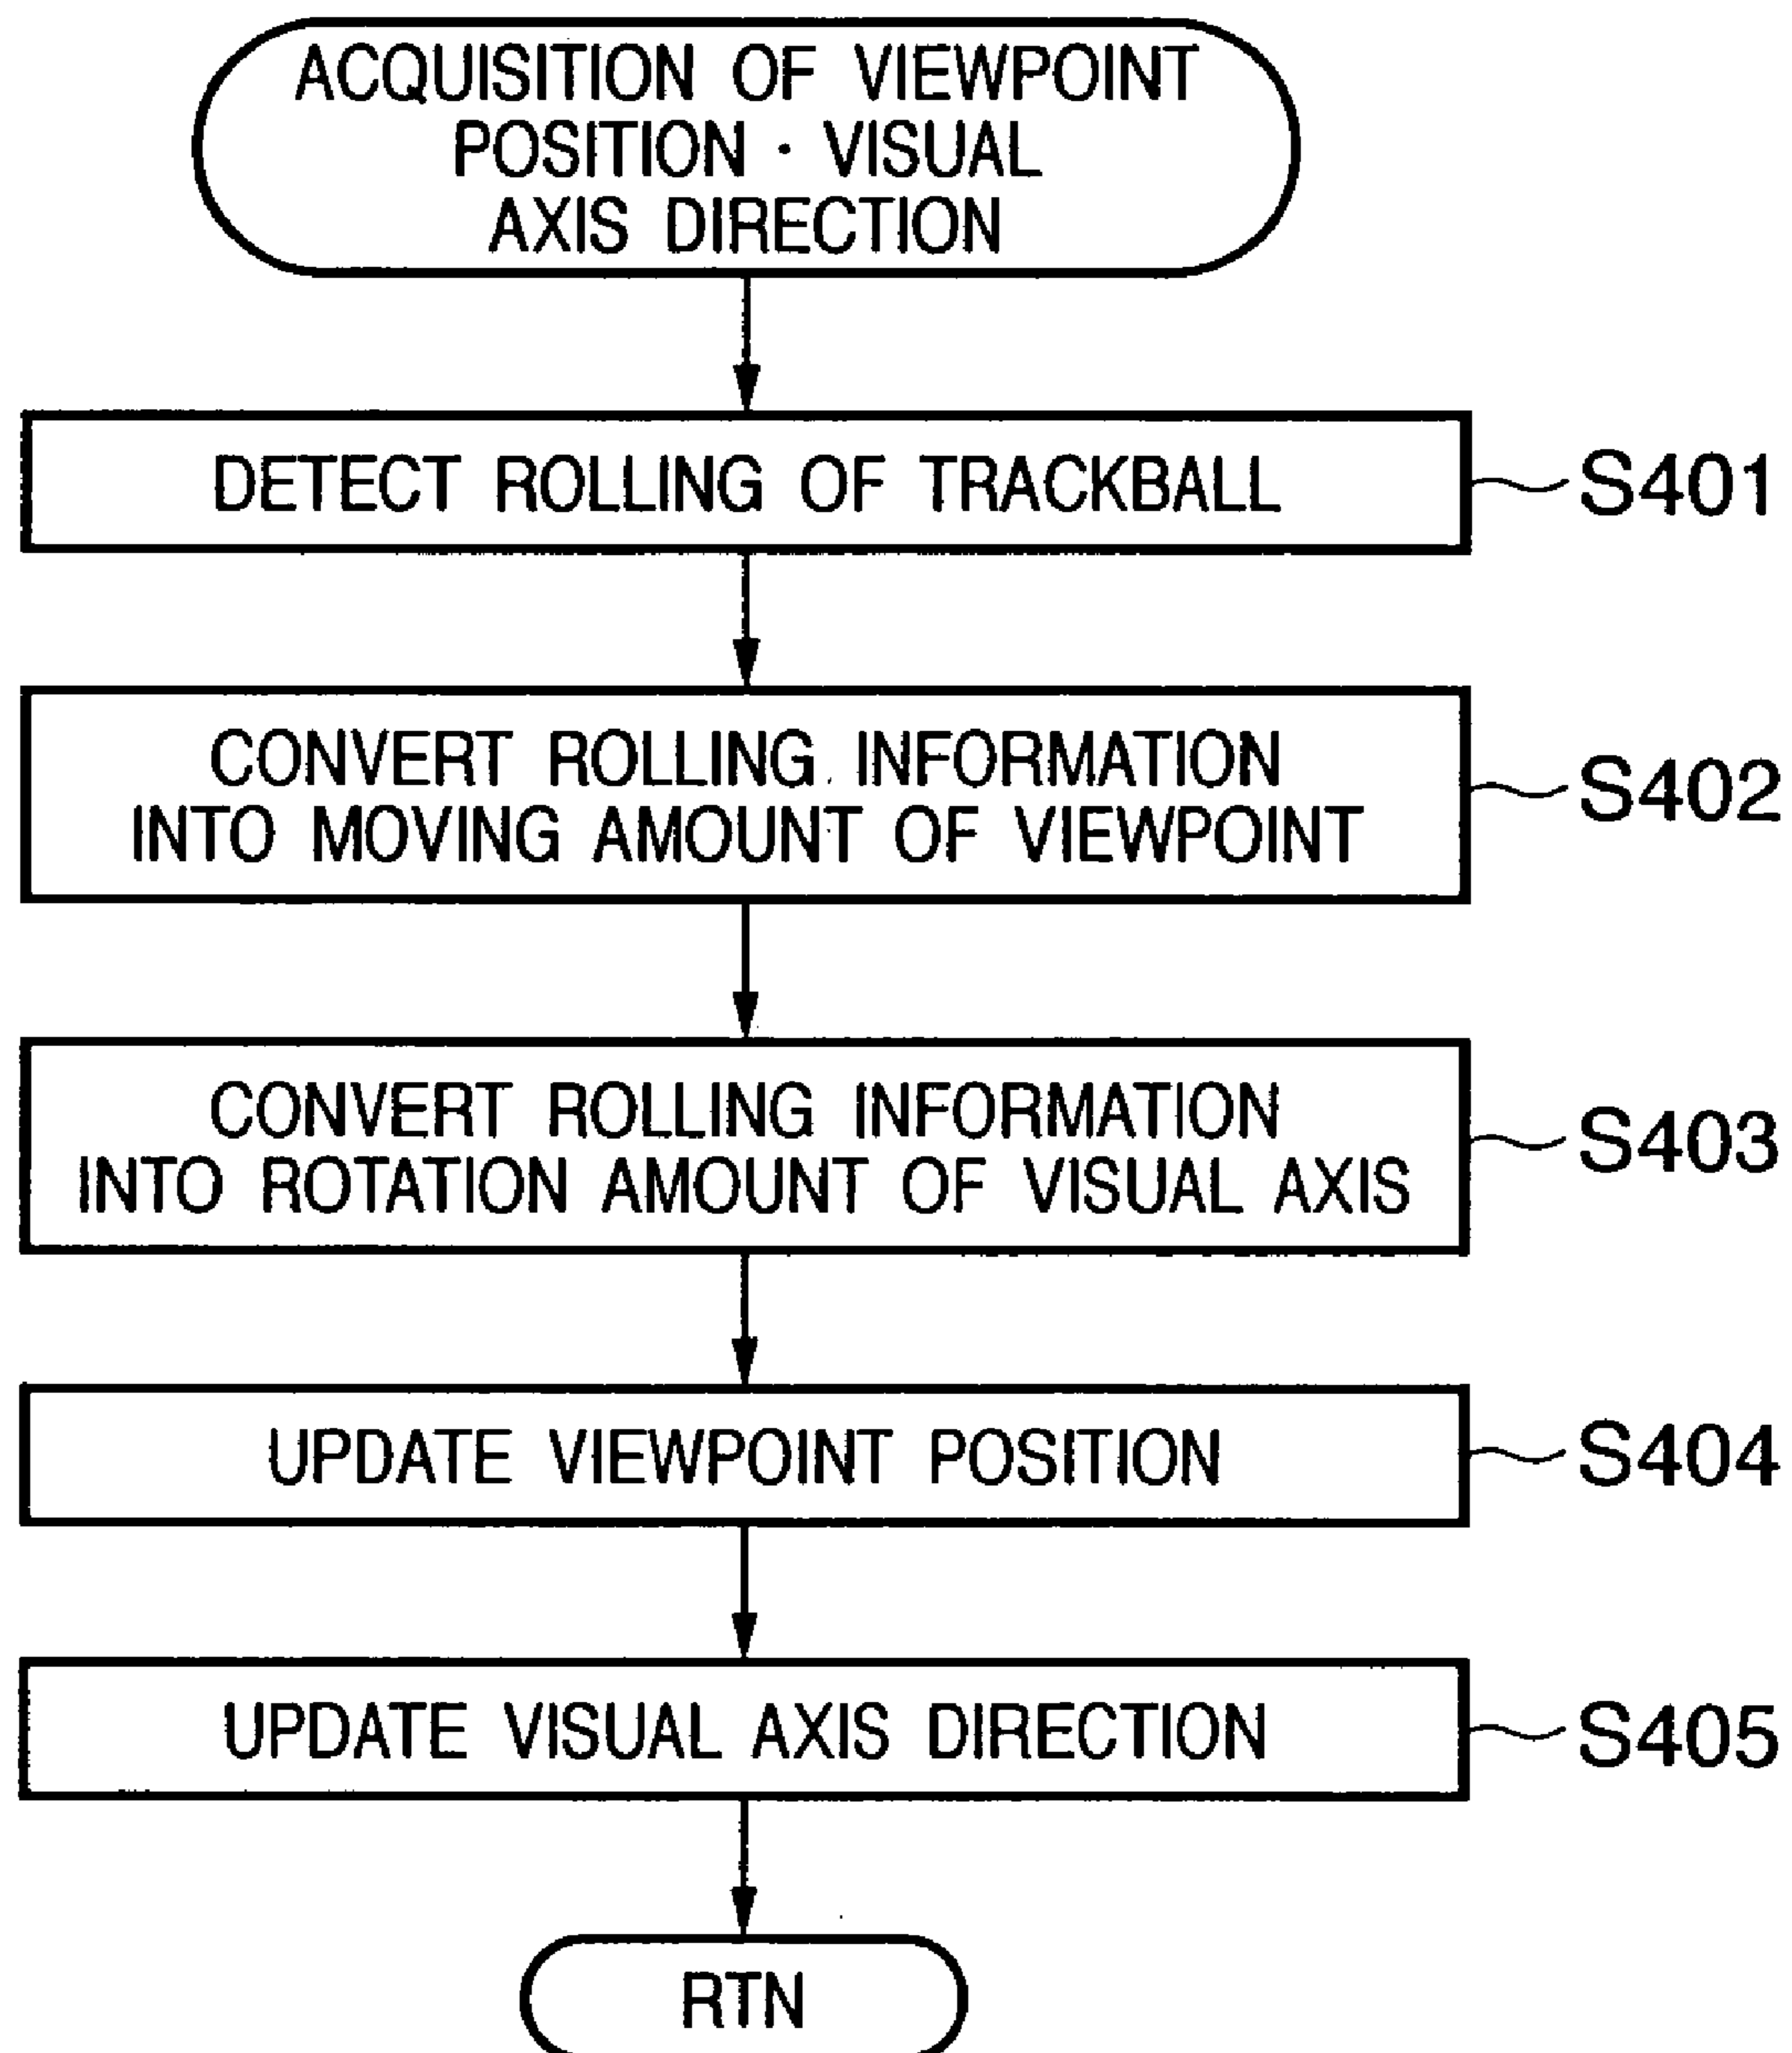 ACQUISITION OF VIEWPOINT
POSITION · VISUAL
AXIS DIRECTION
DETECT ROLLING OF TRACKBALL
S401
CONVERT ROLLING INFORMATION
INTO MOVING AMOUNT OF VIEWPOINT
S402
CONVERT ROLLING INFORMATION
INTO ROTATION AMOUNT OF VISUAL AXIS
S403
UPDATE VIEWPOINT POSITION
S404
UPDATE VISUAL AXIS DIRECTION
S405
RTN